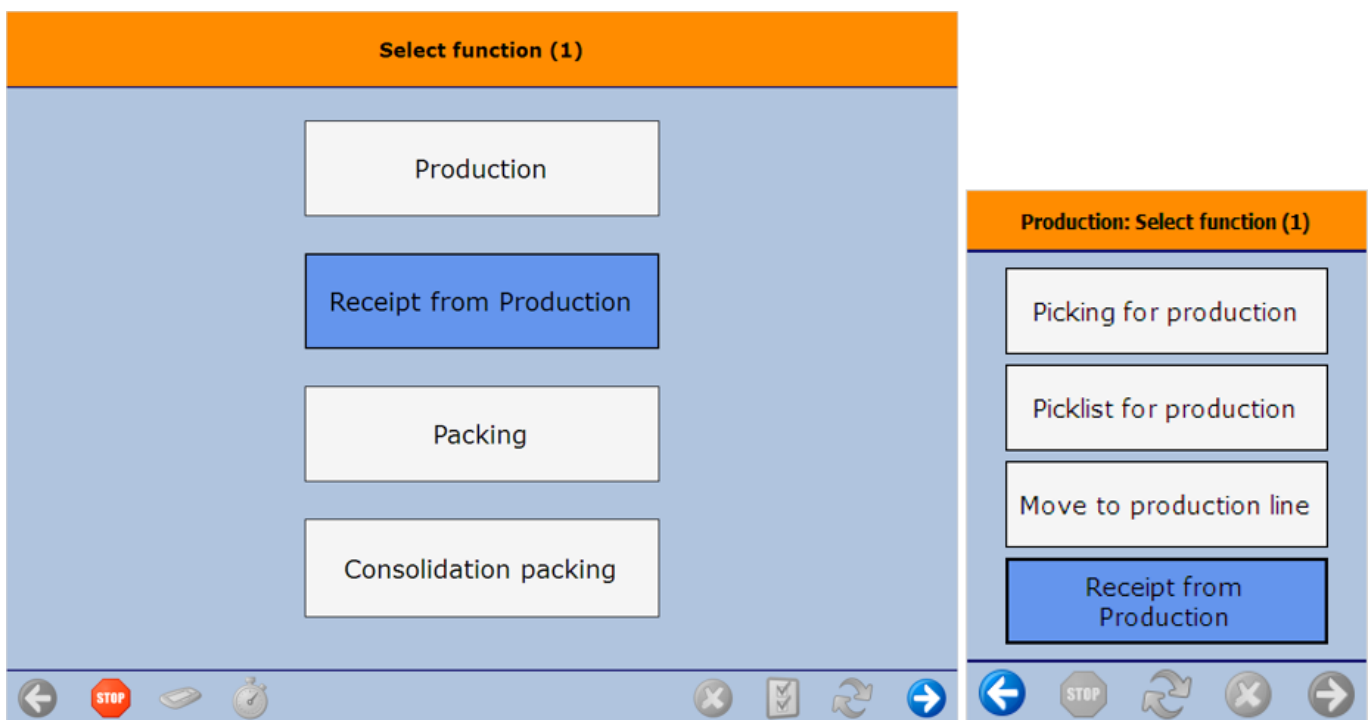 Select function (1)
Production
Receipt from Production
Packing
Consolidation packing
STOP
Production: Select function (1)
Picking for production
Picklist for production
Move to production line
Receipt from
Production
STOP